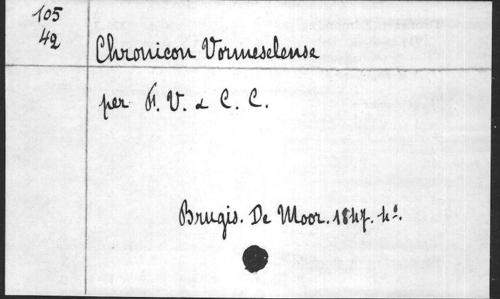 105
42
Chronicon Vormeselense
per F. V. & C. C.
Brugis. De Moor. 1847. 4°.